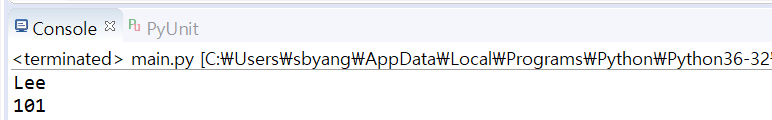 Console PyUnit
<terminated> main.py [C:₩Users₩sbyang₩AppData₩Local₩Programs₩Python₩Python36-32₩
Lee
101